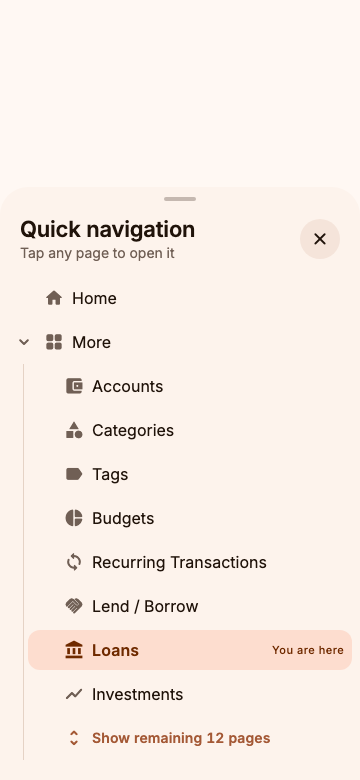 Quick navigation
Tap any page to open it
Home
More
Accounts
Categories
Tags
Budgets
Recurring Transactions
Lend / Borrow
Loans You are here
Investments
Show remaining 12 pages